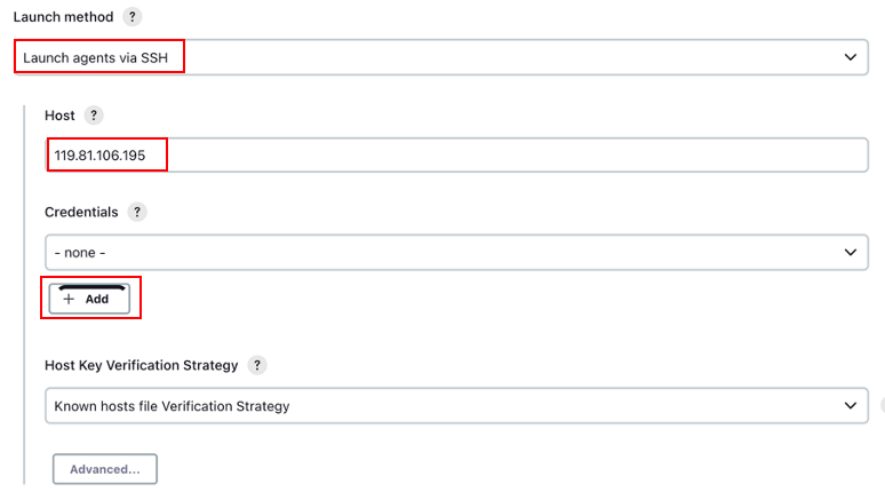 Launch method ?
Launch agents via SSH
Host ?
119.81.106.195
Credentials ?
- none -
+ Add
Host Key Verification Strategy ?
Known hosts file Verification Strategy
Advanced...